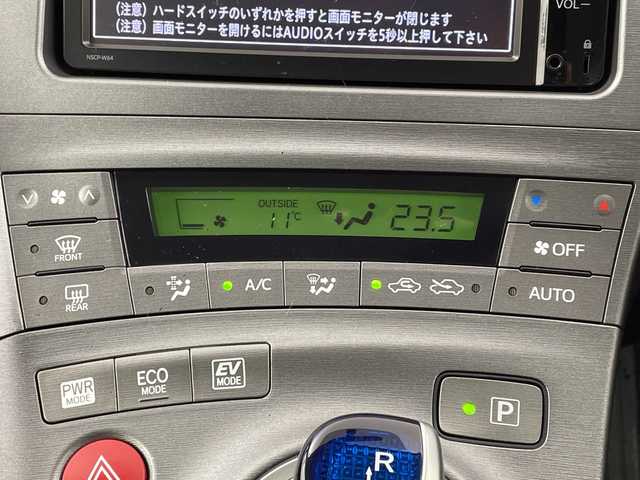 （注意）ハードスイッチのいずれかを押すと画面モニターが閉じます
（注意）画面モニターを開けるにはAUDIOスイッチを5秒以上押して下さい
VOL−
NSCP-W64
OUTSIDE
11℃
23.5
FRONT
OFF
REAR
A/C
AUTO
PWR
MODE
ECO
MODE
EV
MODE
P
R